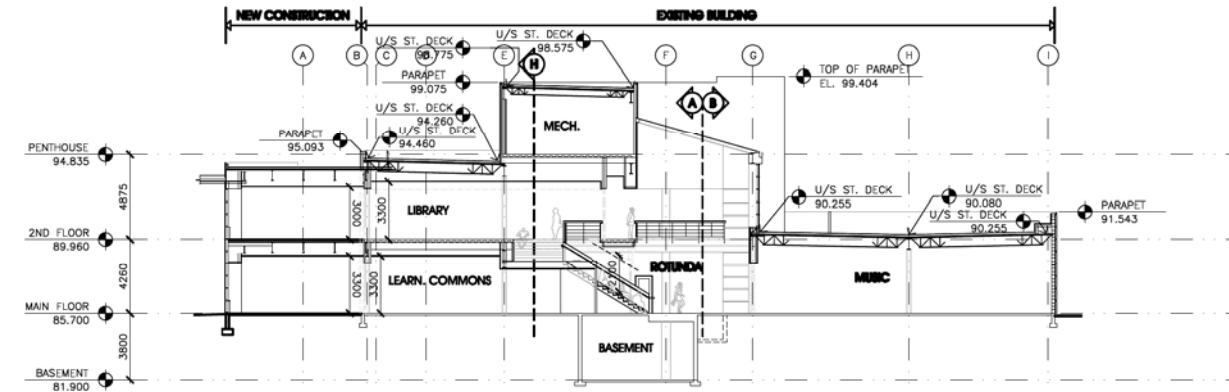 NEW CONSTRUCTION
EXISTING BUILDING
A
B
C
D
E
F
G
H
I
U/S ST. DECK
98.775
U/S ST. DECK
98.575
H
PARAPET
99.075
TOP OF PARAPET
EL. 99.404
A B
U/S ST. DECK
94.260
MECH.
PARAPET
95.093
U/S ST. DECK
94.460
PENTHOUSE
94.835
4875
3000
3300
LIBRARY
U/S ST. DECK
90.255
U/S ST. DECK
90.080
U/S ST. DECK
90.255
PARAPET
91.543
2ND FLOOR
89.960
4260
3300
3300
LEARN. COMMONS
ROTUNDA
MUSIC
MAIN FLOOR
85.700
3800
BASEMENT
BASEMENT
81.900